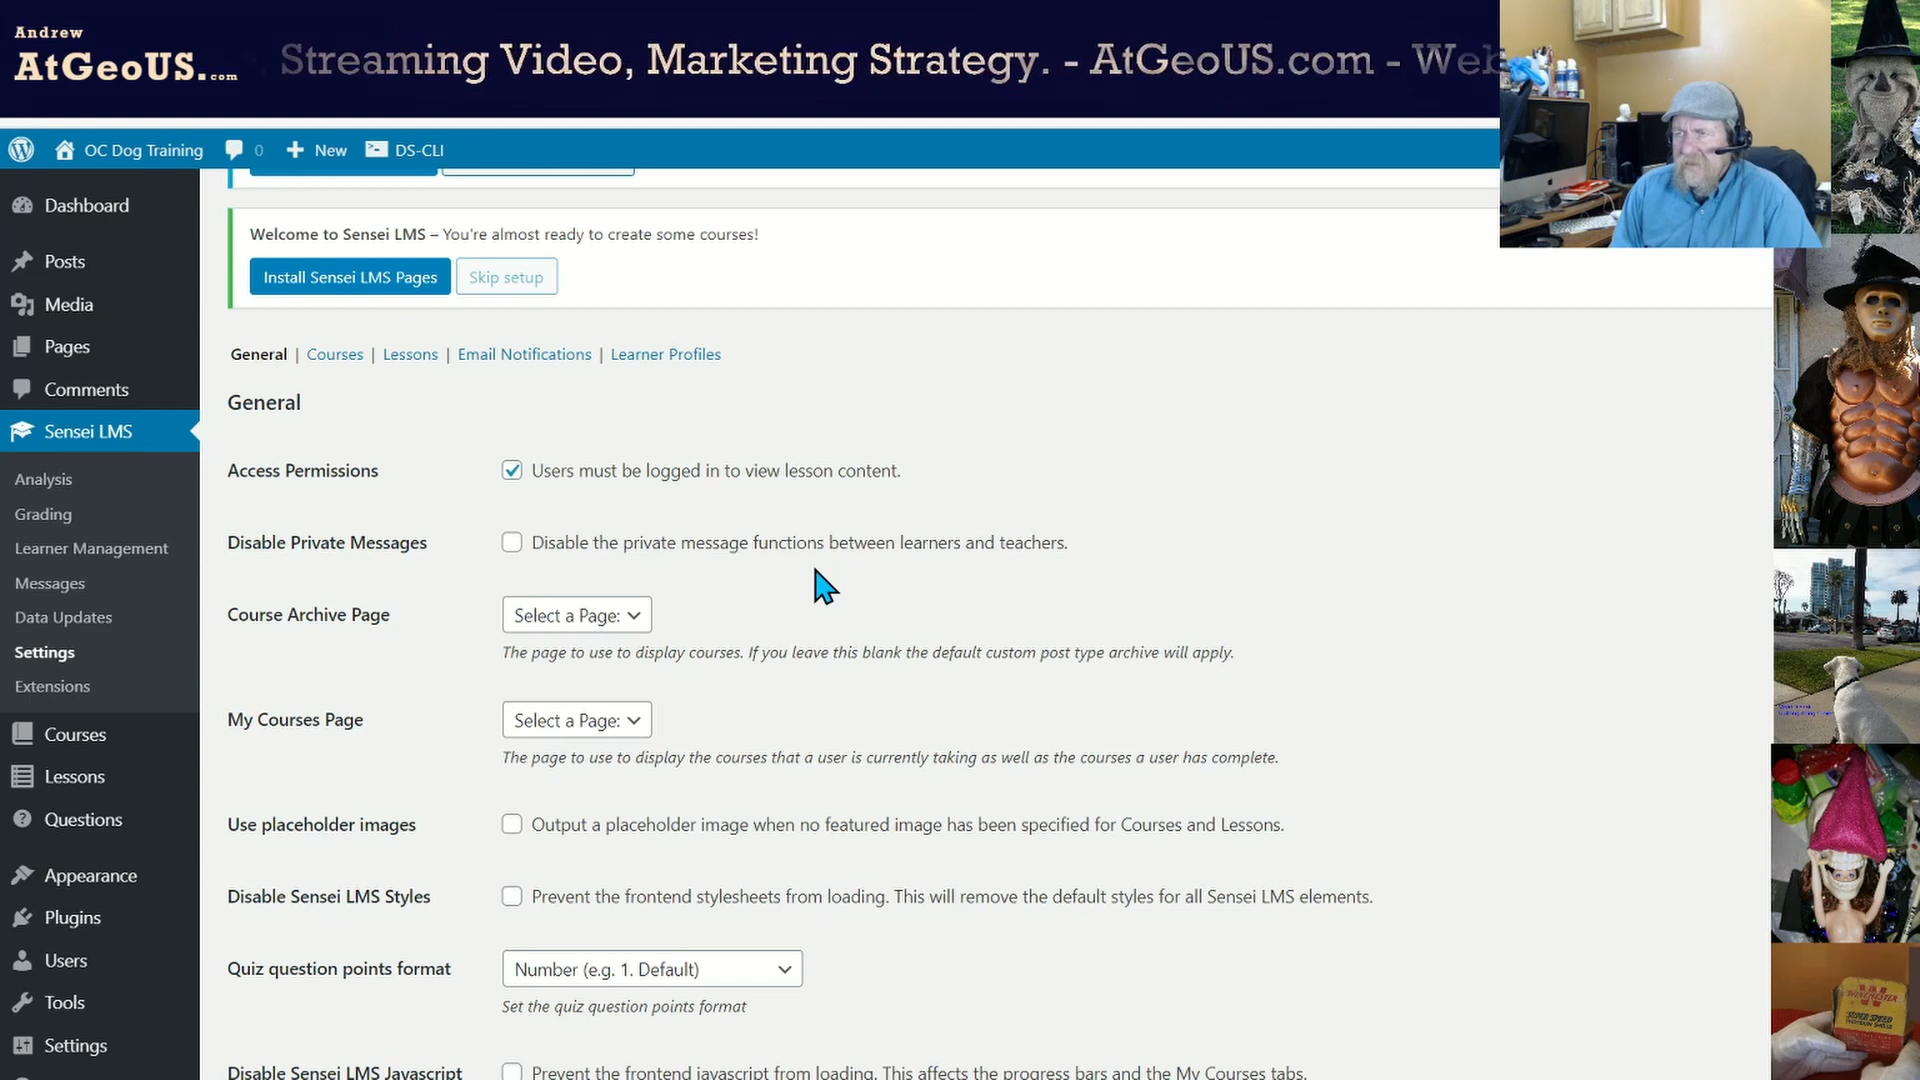 Andrew
AtGeoUS.com
Streaming Video, Marketing Strategy. - AtGeoUS.com - Web
OC Dog Training
0
New
DS-CLI
Dashboard
Posts
Media
Pages
Comments
Sensei LMS
Analysis
Grading
Learner Management
Messages
Data Updates
Settings
Extensions
Courses
Lessons
Questions
Appearance
Plugins
Users
Tools
Settings
Welcome to Sensei LMS – You're almost ready to create some courses!
Install Sensei LMS Pages
Skip setup
General | Courses | Lessons | Email Notifications | Learner Profiles
General
Access Permissions
Users must be logged in to view lesson content.
Disable Private Messages
Disable the private message functions between learners and teachers.
Course Archive Page
Select a Page:
The page to use to display courses. If you leave this blank the default custom post type archive will apply.
My Courses Page
Select a Page:
The page to use to display the courses that a user is currently taking as well as the courses a user has complete.
Use placeholder images
Output a placeholder image when no featured image has been specified for Courses and Lessons.
Disable Sensei LMS Styles
Prevent the frontend stylesheets from loading. This will remove the default styles for all Sensei LMS elements.
Quiz question points format
Number (e.g. 1. Default)
Set the quiz question points format
Disable Sensei LMS Javascript
Prevent the frontend javascript from loading. This affects the progress bars and the My Courses tabs.
WINCHESTER
SUPER SPEED